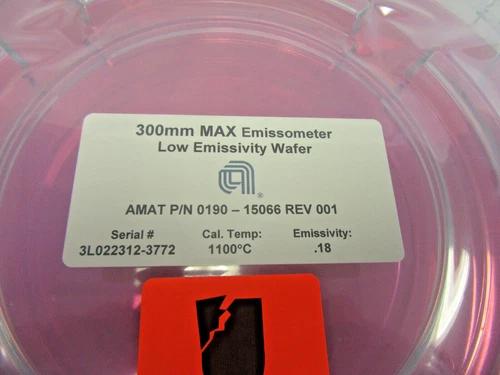 300mm MAX Emissometer
Low Emissivity Wafer
®
AMAT P/N 0190 – 15066 REV 001
Serial # Cal. Temp: Emissivity:
3L022312-3772 1100°C .18